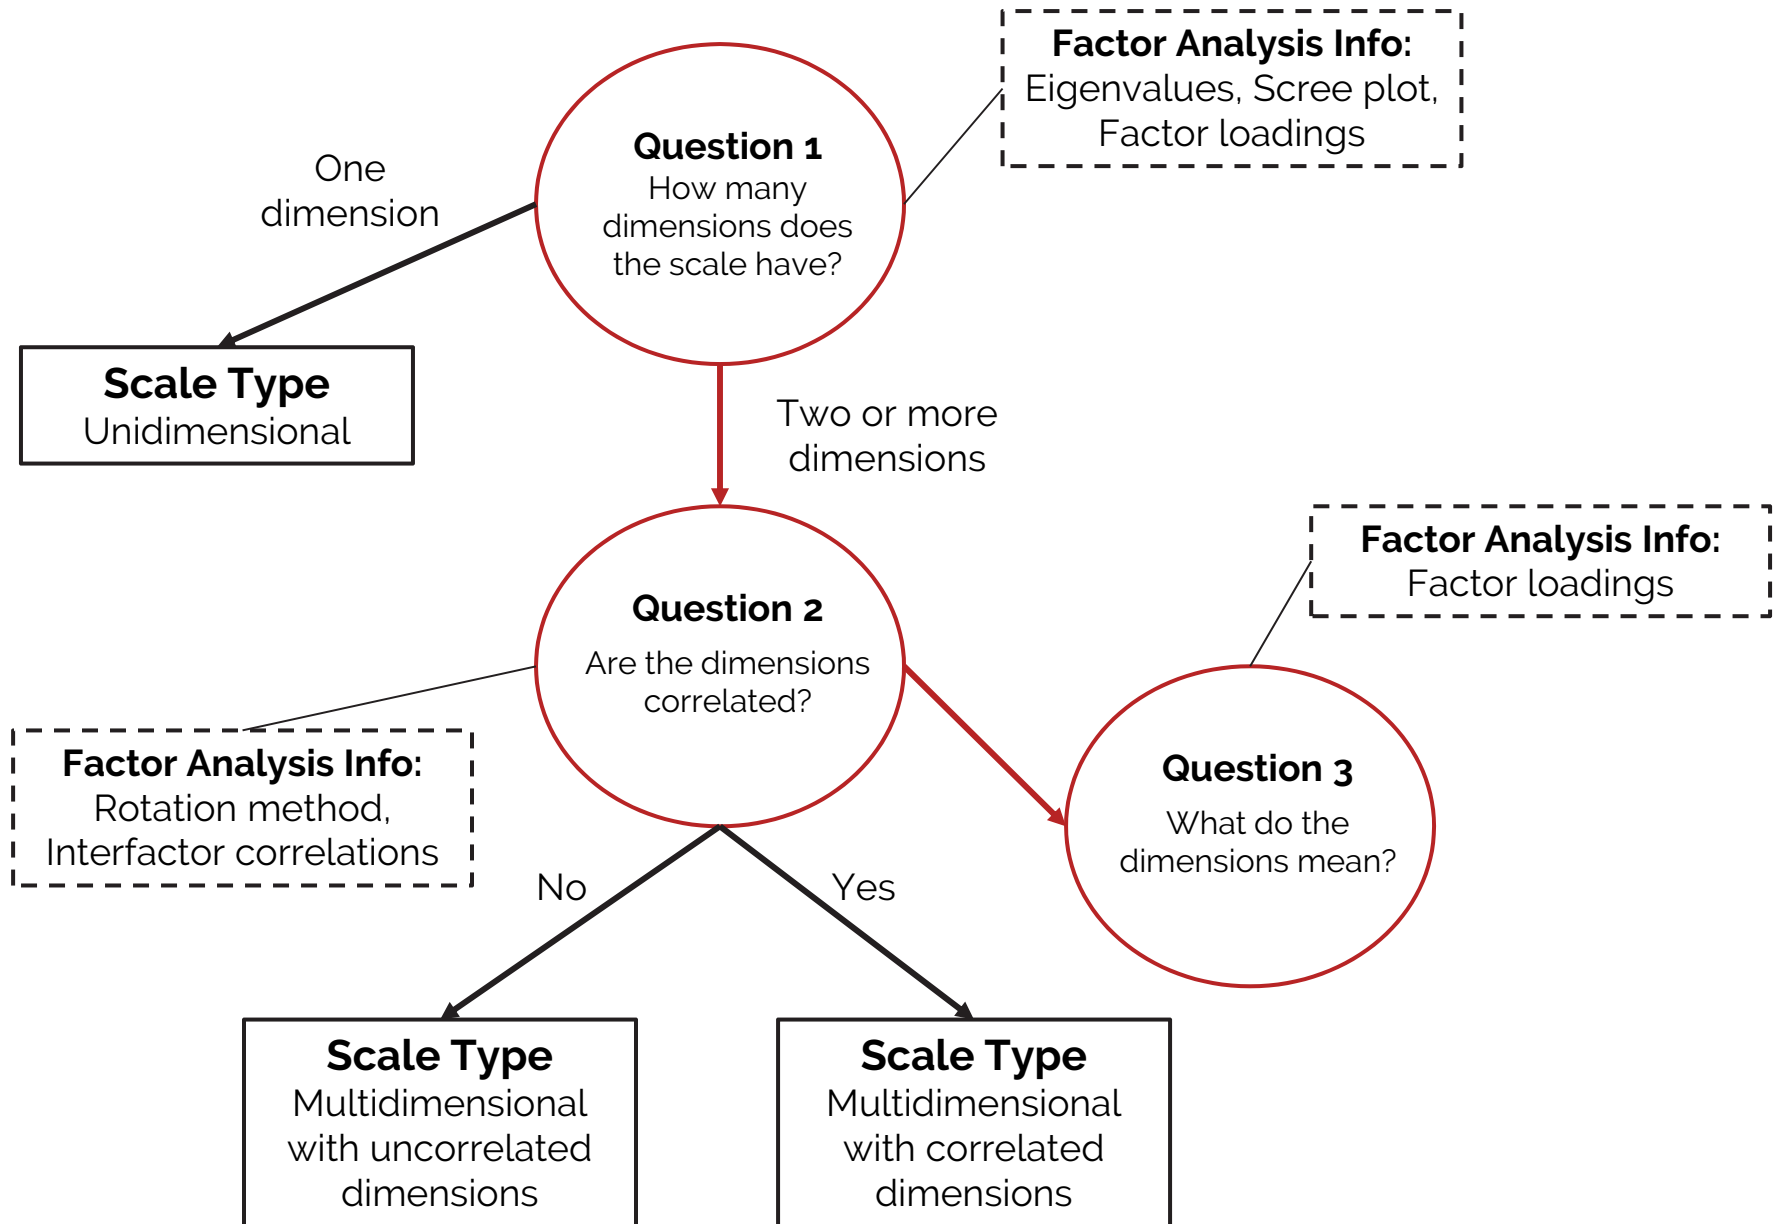 Factor Analysis Info:
Eigenvalues, Scree plot,
Factor loadings
Question 1
How many
dimensions does
the scale have?
One
dimension
Scale Type
Unidimensional
Two or more
dimensions
Factor Analysis Info:
Factor loadings
Question 2
Are the dimensions
correlated?
Factor Analysis Info:
Rotation method,
Interfactor correlations
Question 3
What do the
dimensions mean?
No
Yes
Scale Type
Multidimensional
with uncorrelated
dimensions
Scale Type
Multidimensional
with correlated
dimensions